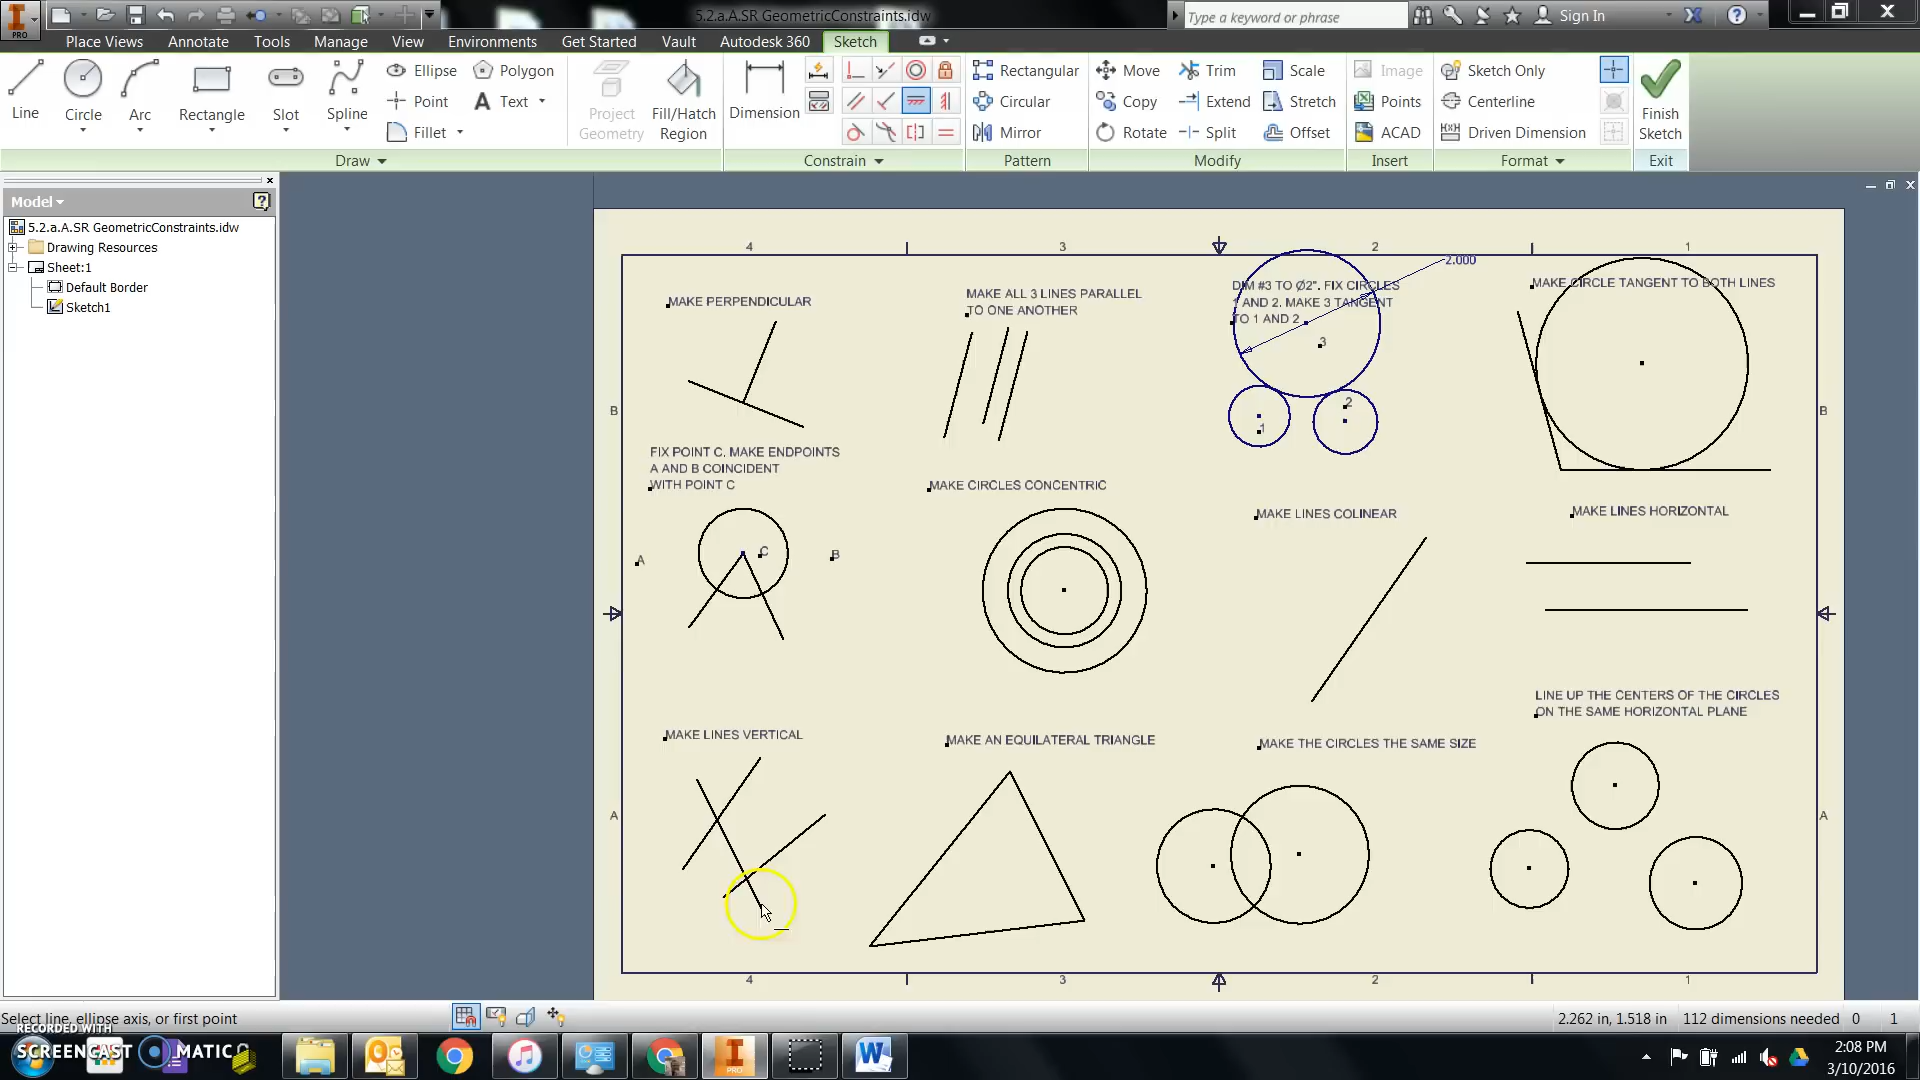 5.2.a.A.SR GeometricConstraints.idw
Type a keyword or phrase
Sign In
PRO
Place Views
Annotate
Tools
Manage
View
Environments
Get Started
Vault
Autodesk 360
Sketch
Line
Circle
Arc
Rectangle
Slot
Spline
Ellipse
Polygon
Point
Text
Fillet
Project
Geometry
Fill/Hatch
Region
Dimension
Rectangular
Circular
Mirror
Move
Trim
Scale
Copy
Extend
Stretch
Rotate
Split
Offset
Image
Points
ACAD
Sketch Only
Centerline
Driven Dimension
Finish
Sketch
Draw
Constrain
Pattern
Modify
Insert
Format
Exit
Model
5.2.a.A.SR GeometricConstraints.idw
Drawing Resources
Sheet:1
Default Border
Sketch1
4
3
2
1
2.000
MAKE PERPENDICULAR
MAKE ALL 3 LINES PARALLEL
TO ONE ANOTHER
DIM #3 TO Ø2". FIX CIRCLES
1 AND 2. MAKE 3 TANGENT
TO 1 AND 2
3
2
1
MAKE CIRCLE TANGENT TO BOTH LINES
B
B
FIX POINT C. MAKE ENDPOINTS
A AND B COINCIDENT
WITH POINT C
A
C
B
MAKE CIRCLES CONCENTRIC
MAKE LINES COLINEAR
MAKE LINES HORIZONTAL
MAKE LINES VERTICAL
MAKE AN EQUILATERAL TRIANGLE
MAKE THE CIRCLES THE SAME SIZE
LINE UP THE CENTERS OF THE CIRCLES
ON THE SAME HORIZONTAL PLANE
A
A
4
3
2
1
Select line, ellipse axis, or first point
2.262 in, 1.518 in
112 dimensions needed
0
1
RECORDED WITH
SCREENCAST
MATIC
PRO
2:08 PM
3/10/2016